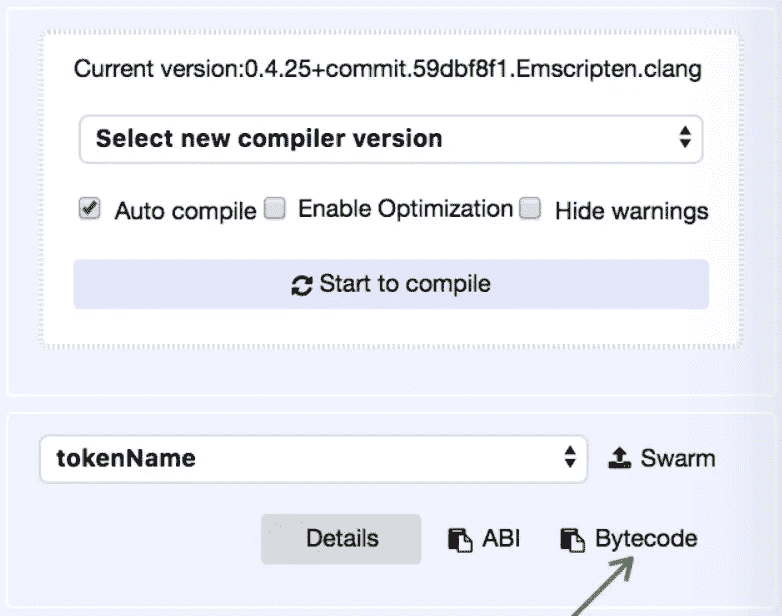 Current version:0.4.25+commit.59dbf8f1.Emscripten.clang
Select new compiler version
Auto compile Enable Optimization Hide warnings
Start to compile
tokenName Swarm
Details ABI Bytecode